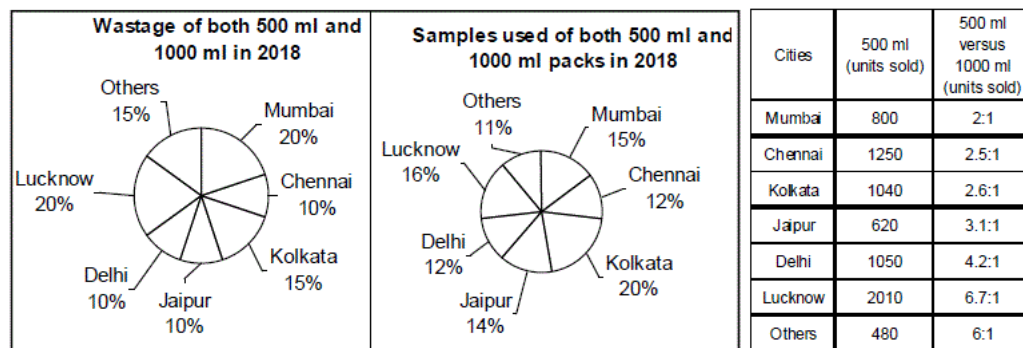 Wastage of both 500 ml and
1000 ml in 2018
Others
15%
Mumbai
20%
Lucknow
20%
Chennai
10%
Delhi
10%
Kolkata
15%
Jaipur
10%
Samples used of both 500 ml and
1000 ml packs in 2018
Others
11%
Mumbai
15%
Lucknow
16%
Chennai
12%
Delhi
12%
Kolkata
20%
Jaipur
14%
Cities
500 ml
(units sold)
500 ml
versus
1000 ml
(units sold)
Mumbai 800 2:1
Chennai 1250 2.5:1
Kolkata 1040 2.6:1
Jaipur 620 3.1:1
Delhi 1050 4.2:1
Lucknow 2010 6.7:1
Others 480 6:1